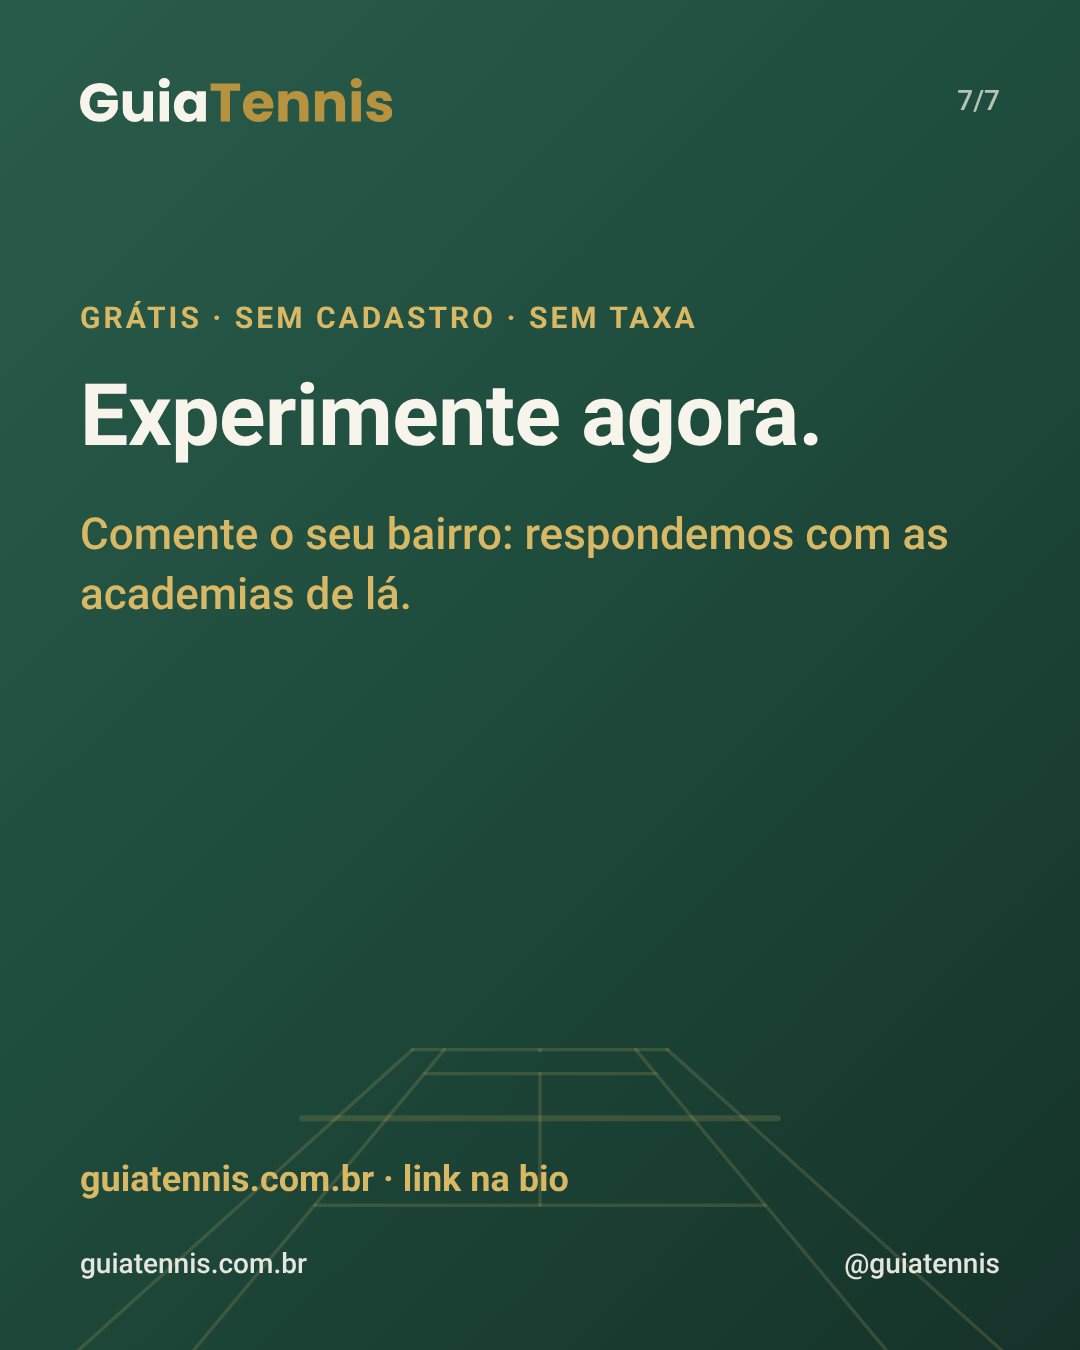 GuiaTennis
7/7
GRÁTIS · SEM CADASTRO · SEM TAXA
Experimente agora.
Comente o seu bairro: respondemos com as
academias de lá.
guiatennis.com.br · link na bio
guiatennis.com.br
@guiatennis